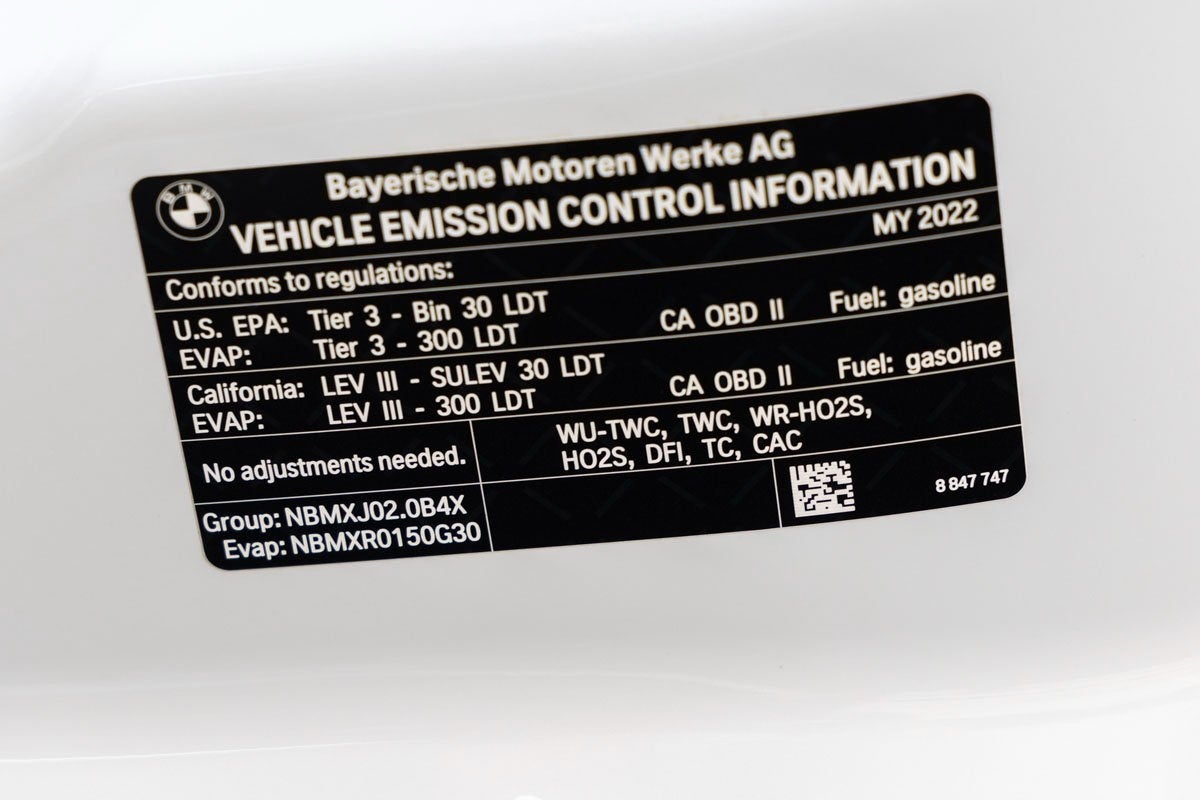 BMW
Bayerische Motoren Werke AG
VEHICLE EMISSION CONTROL INFORMATION
MY 2022
Conforms to regulations:
U.S. EPA: Tier 3 - Bin 30 LDT CA OBD II Fuel: gasoline
EVAP: Tier 3 - 300 LDT
California: LEV III - SULEV 30 LDT CA OBD II Fuel: gasoline
EVAP: LEV III - 300 LDT
No adjustments needed.
WU-TWC, TWC, WR-HO2S,
HO2S, DFI, TC, CAC
Group: NBMXJ02.0B4X
Evap: NBMXR0150G30
8 847 747